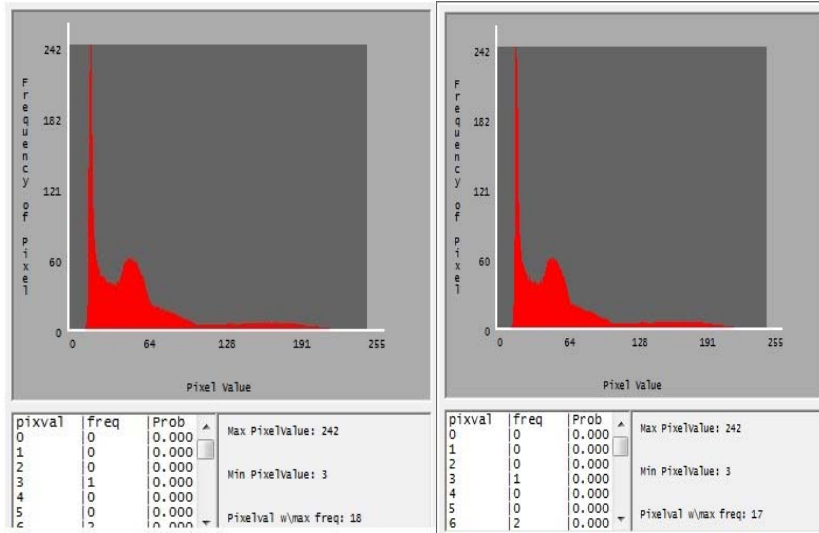 242
182
121
60
0
Frequency of Pixel
0 64 128 191 255
Pixel Value
pixval |freq |Prob
0 |0 |0.000
1 |0 |0.000
2 |0 |0.000
3 |1 |0.000
4 |0 |0.000
5 |0 |0.000
6 |2 |0.000
Max PixelValue: 242
Min PixelValue: 3
Pixelval w\max freq: 18
242
182
121
60
0
Frequency of Pixel
0 64 128 191 255
Pixel Value
pixval |freq |Prob
0 |0 |0.000
1 |0 |0.000
2 |0 |0.000
3 |1 |0.000
4 |0 |0.000
5 |0 |0.000
6 |2 |0.000
Max PixelValue: 242
Min PixelValue: 3
Pixelval w\max freq: 17